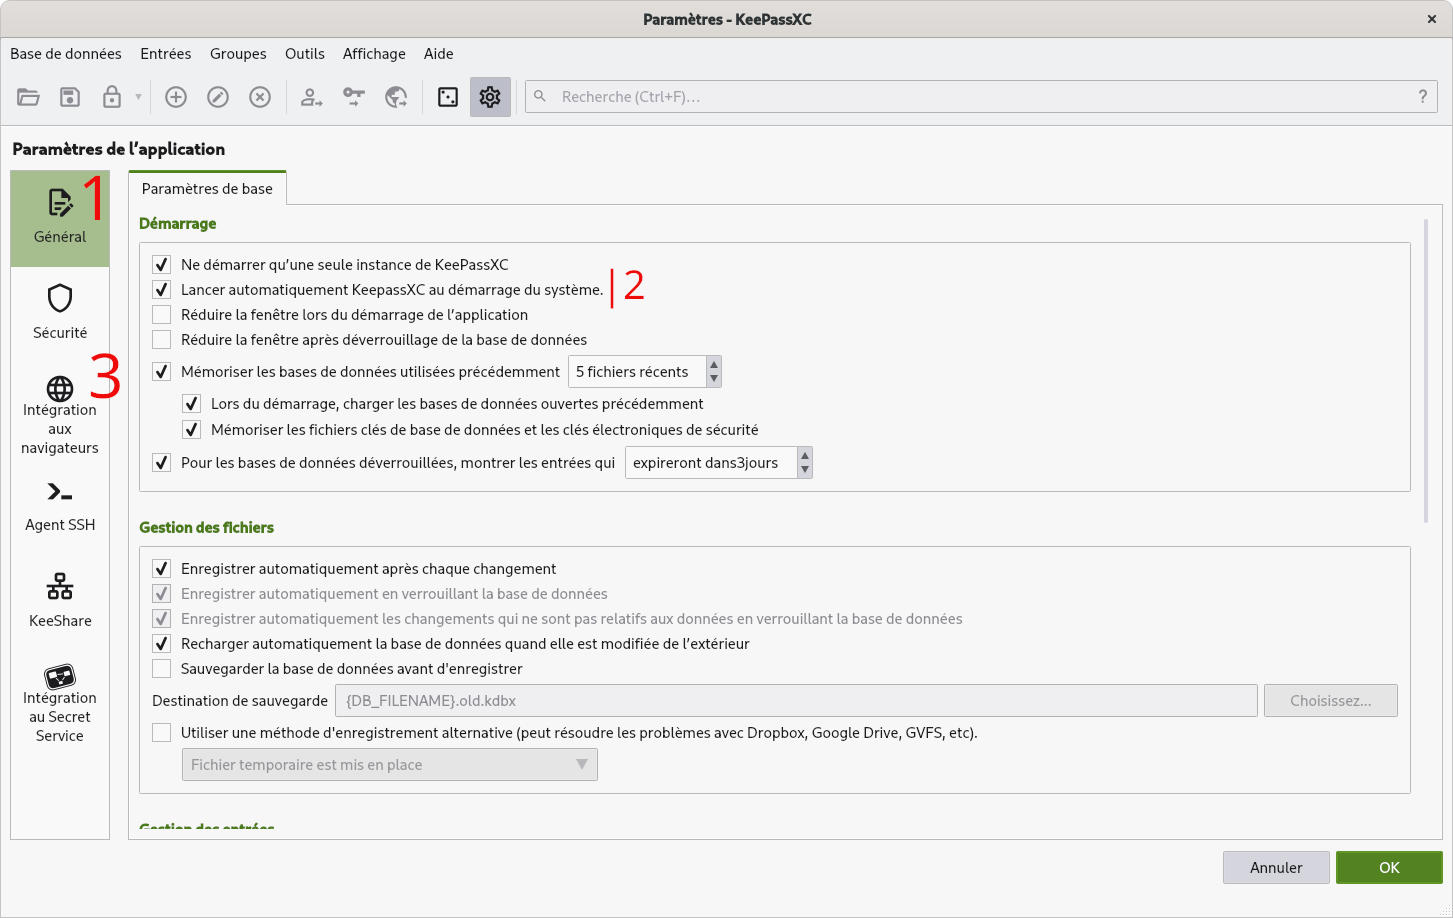 Paramètres - KeePassXC
Base de données Entrées Groupes Outils Affichage Aide
Recherche (Ctrl+F)... ?
Paramètres de l’application
1
Général
Sécurité
3
Intégration
aux
navigateurs
Agent SSH
KeeShare
Intégration
au Secret
Service
Paramètres de base
Démarrage
Ne démarrer qu’une seule instance de KeePassXC
Lancer automatiquement KeepassXC au démarrage du système. | 2
Réduire la fenêtre lors du démarrage de l’application
Réduire la fenêtre après déverrouillage de la base de données
Mémoriser les bases de données utilisées précédemment 5 fichiers récents
Lors du démarrage, charger les bases de données ouvertes précédemment
Mémoriser les fichiers clés de base de données et les clés électroniques de sécurité
Pour les bases de données déverrouillées, montrer les entrées qui expireront dans3jours
Gestion des fichiers
Enregistrer automatiquement après chaque changement
Enregistrer automatiquement en verrouillant la base de données
Enregistrer automatiquement les changements qui ne sont pas relatifs aux données en verrouillant la base de données
Recharger automatiquement la base de données quand elle est modifiée de l’extérieur
Sauvegarder la base de données avant d'enregistrer
Destination de sauvegarde {DB_FILENAME}.old.kdbx Choisissez...
Utiliser une méthode d'enregistrement alternative (peut résoudre les problèmes avec Dropbox, Google Drive, GVFS, etc).
Fichier temporaire est mis en place
Gestion des entrées
Annuler OK